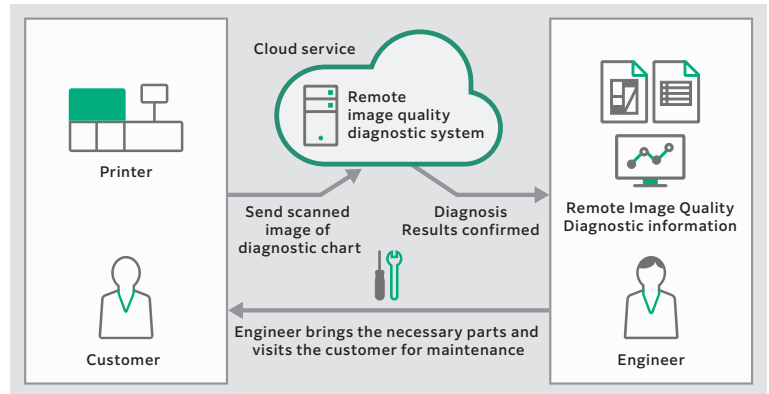 Cloud service
Remote
image quality
diagnostic system
Printer
Send scanned
image of
diagnostic chart
Diagnosis
Results confirmed
Remote Image Quality
Diagnostic information
Engineer brings the necessary parts and
visits the customer for maintenance
Customer
Engineer